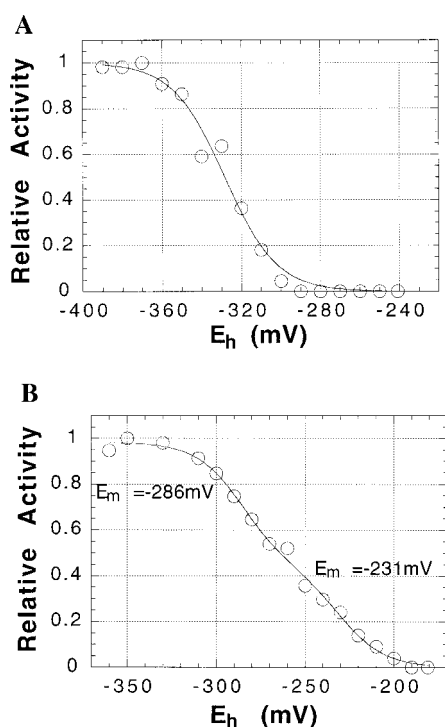 A
Relative Activity
1
0.8
0.6
0.4
0.2
0
-400 -360 -320 -280 -240
Eh (mV)
B
Relative Activity
1
0.8
0.6
0.4
0.2
0
Em =-286mV
Em =-231mV
-350 -300 -250 -200
Eh (mV)